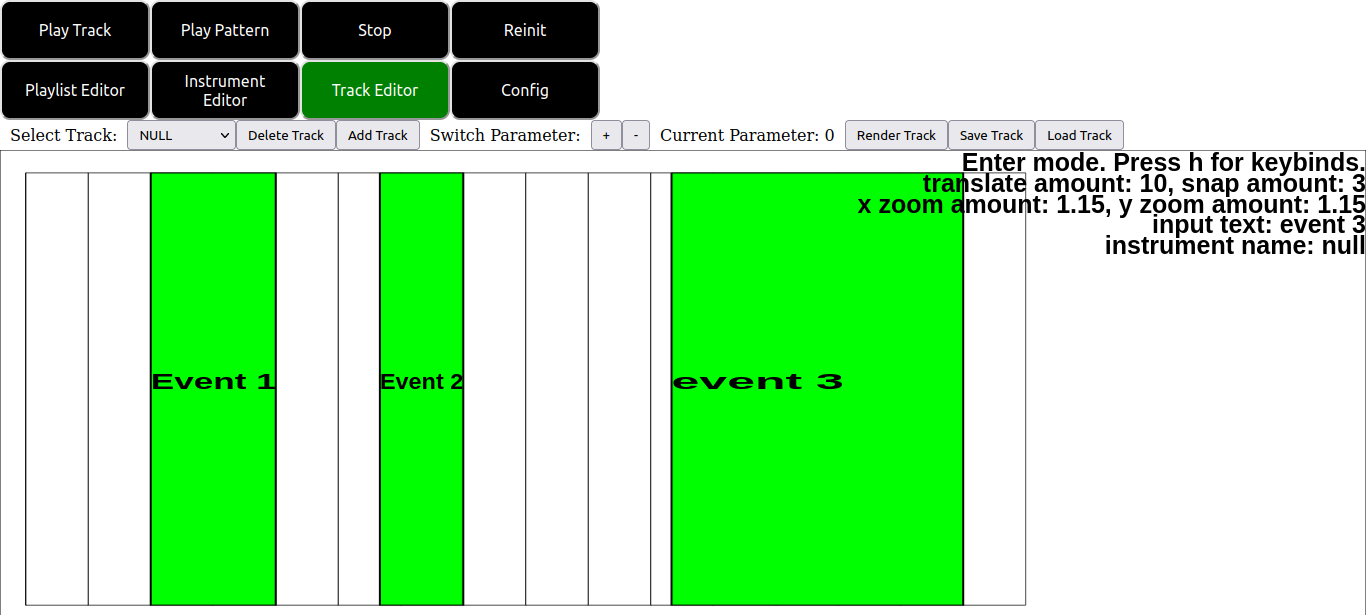 Play Track Play Pattern Stop Reinit
Playlist Editor Instrument Editor Track Editor Config
Select Track: NULL Delete Track Add Track Switch Parameter: + - Current Parameter: 0 Render Track Save Track Load Track
Enter mode. Press h for keybinds.
translate amount: 10, snap amount: 3
x zoom amount: 1.15, y zoom amount: 1.15
input text: event 3
instrument name: null
Event 1 Event 2 event 3